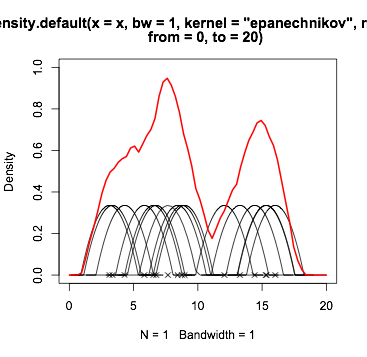 ensity.default(x = x, bw = 1, kernel = "epanechnikov",
from = 0, to = 20)
Density
1.0
0.8
0.6
0.4
0.2
0.0
0 5 10 15 20
N = 1 Bandwidth = 1